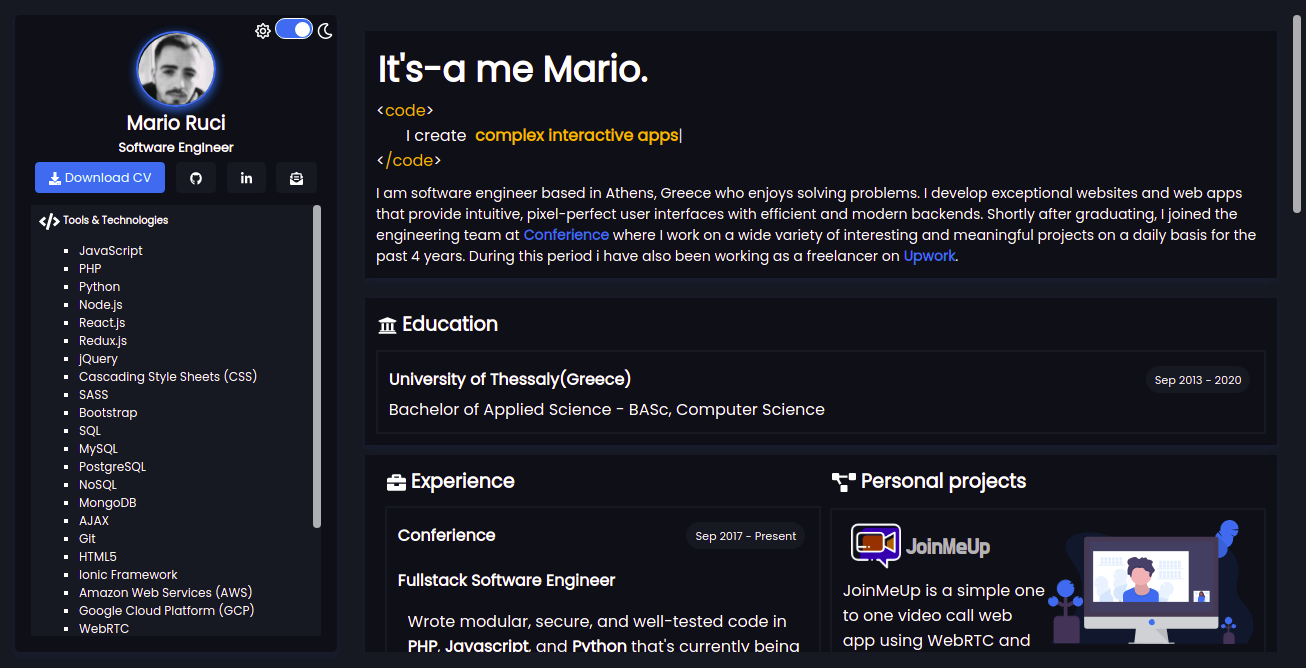 Mario Ruci
Software Engineer
Download CV
Tools & Technologies
JavaScript
PHP
Python
Node.js
React.js
Redux.js
jQuery
Cascading Style Sheets (CSS)
SASS
Bootstrap
SQL
MySQL
PostgreSQL
NoSQL
MongoDB
AJAX
Git
HTML5
Ionic Framework
Amazon Web Services (AWS)
Google Cloud Platform (GCP)
WebRTC
It's-a me Mario.
<code>
I create complex interactive apps|
</code>
I am software engineer based in Athens, Greece who enjoys solving problems. I develop exceptional websites and web apps
that provide intuitive, pixel-perfect user interfaces with efficient and modern backends. Shortly after graduating, I joined the
engineering team at Conferience where I work on a wide variety of interesting and meaningful projects on a daily basis for the
past 4 years. During this period i have also been working as a freelancer on Upwork.
Education
University of Thessaly(Greece)
Sep 2013 - 2020
Bachelor of Applied Science - BASc, Computer Science
Experience
Conferience
Sep 2017 - Present
Fullstack Software Engineer
Wrote modular, secure, and well-tested code in
PHP, Javascript, and Python that's currently being
Personal projects
JoinMeUp
JoinMeUp is a simple one
to one video call web
app using WebRTC and